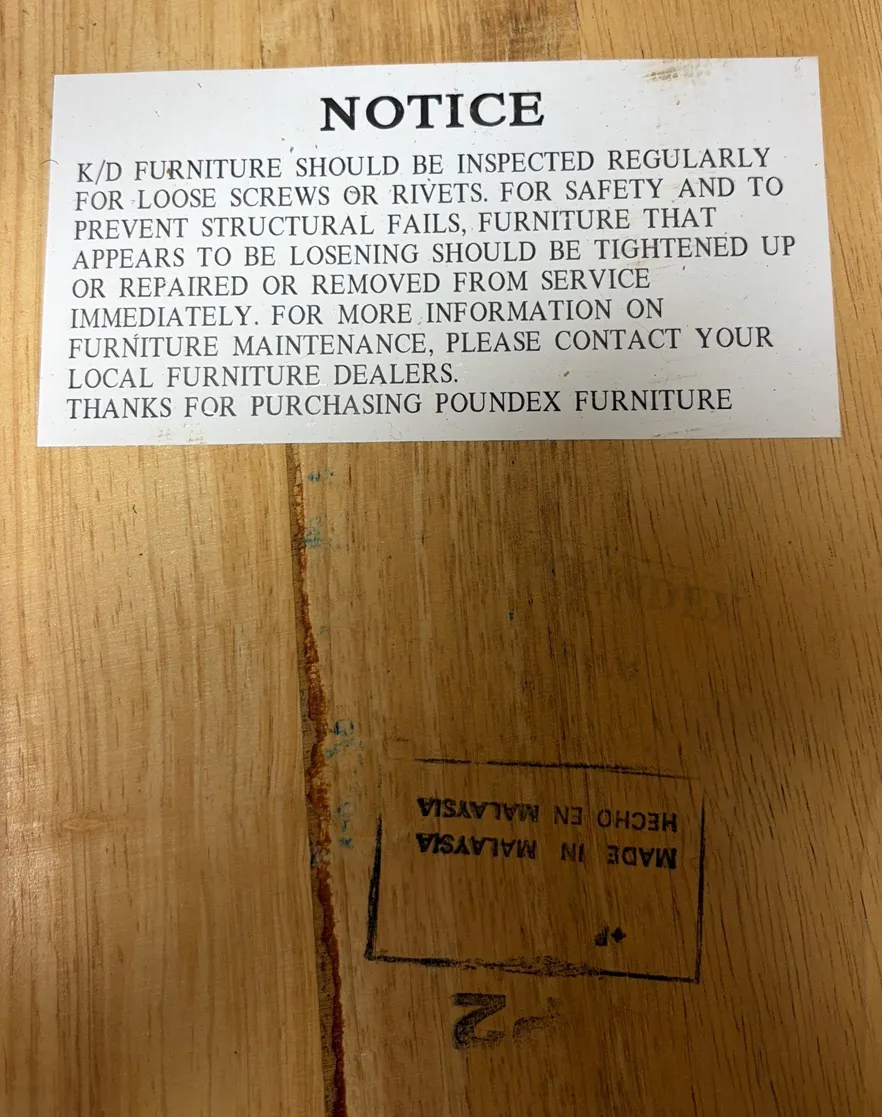 NOTICE
K/D FURNITURE SHOULD BE INSPECTED REGULARLY
FOR LOOSE SCREWS OR RIVETS. FOR SAFETY AND TO
PREVENT STRUCTURAL FAILS, FURNITURE THAT
APPEARS TO BE LOSENING SHOULD BE TIGHTENED UP
OR REPAIRED OR REMOVED FROM SERVICE
IMMEDIATELY. FOR MORE INFORMATION ON
FURNITURE MAINTENANCE, PLEASE CONTACT YOUR
LOCAL FURNITURE DEALERS.
THANKS FOR PURCHASING POUNDEX FURNITURE
MADE IN MALAYSIA
HECHO EN MALAYSIA